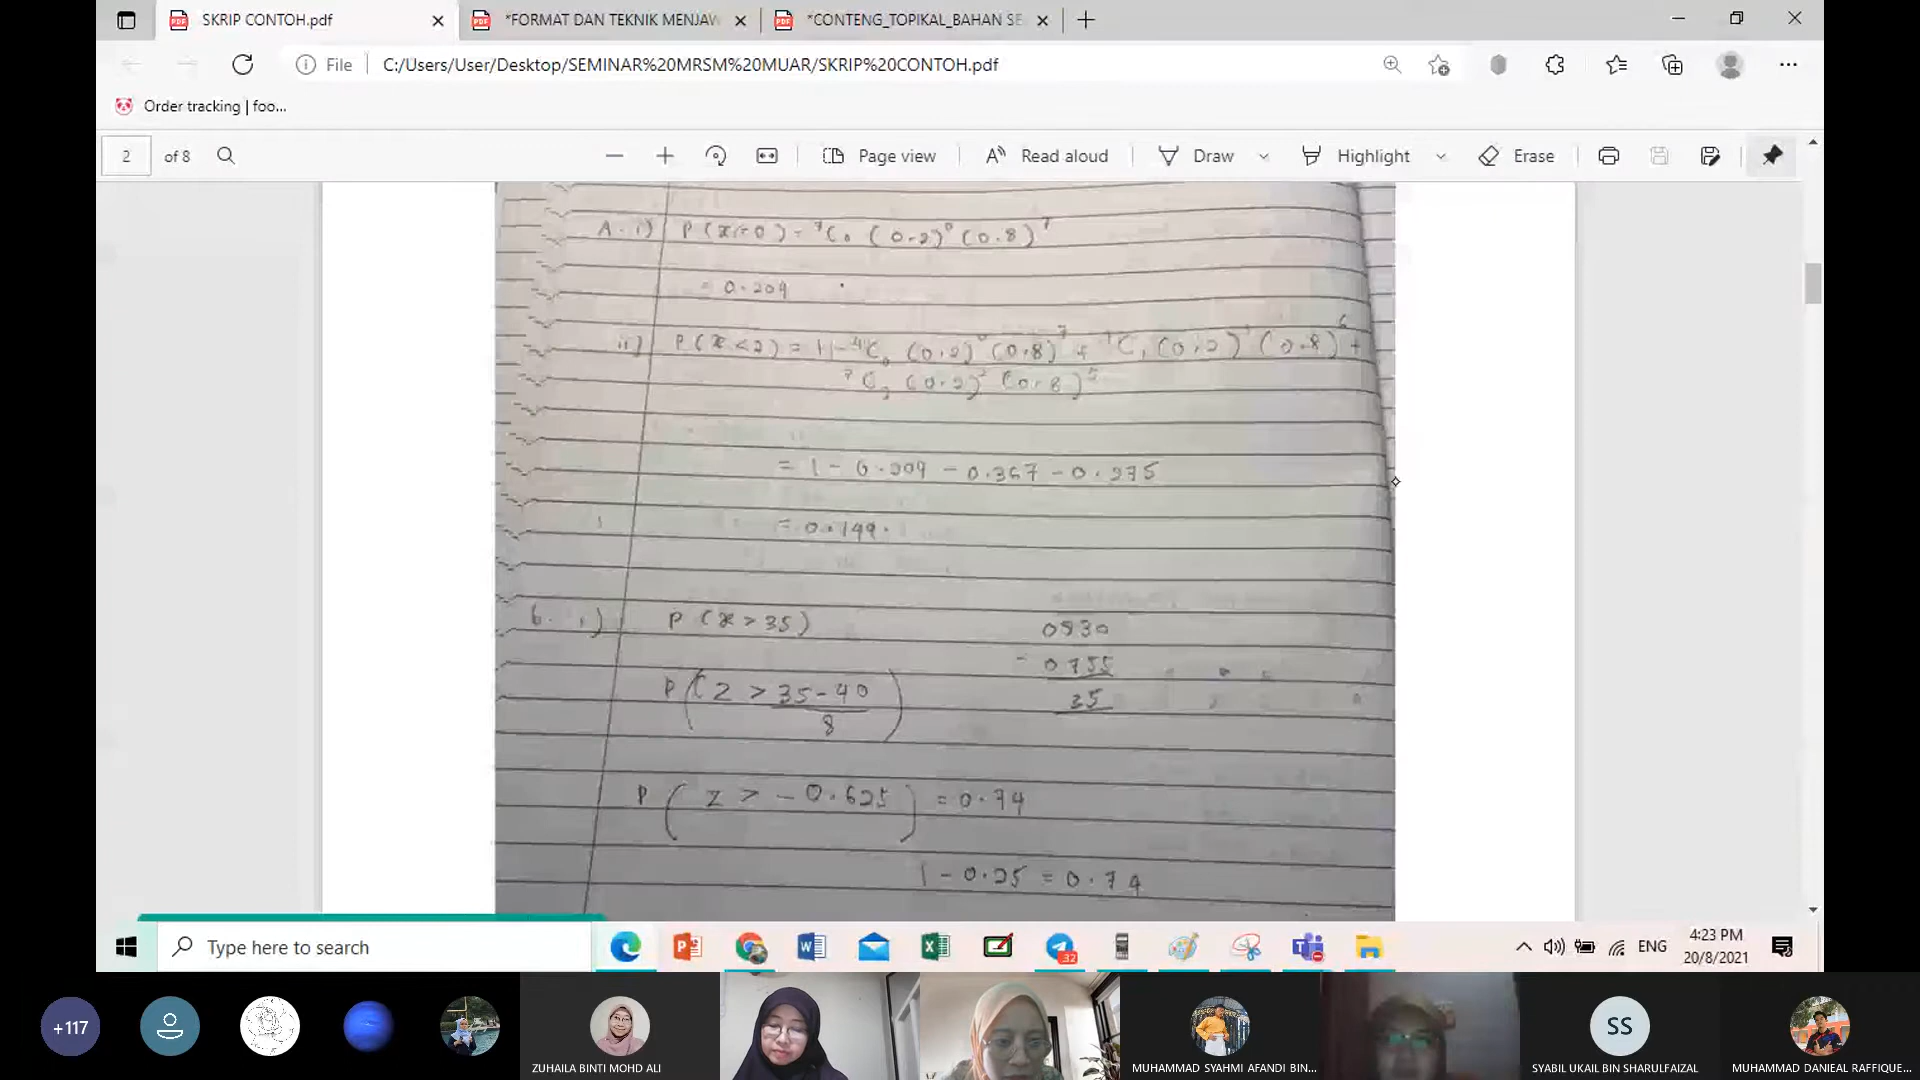 SKRIP CONTOH.pdf
*FORMAT DAN TEKNIK MENJAW
*CONTENG_TOPIKAL_BAHAN SE
File
C:/Users/User/Desktop/SEMINAR%20MRSM%20MUAR/SKRIP%20CONTOH.pdf
Order tracking | foo...
2 of 8
Page view
Read aloud
Draw
Highlight
Erase
A. i) P(x=0) = ⁷C₀ (0.2)⁰ (0.8)⁷
= 0.209
ii) P(x<2) = 1 - C₀ (0.2)⁰ (0.8)⁷ + ⁷C₁ (0.2)¹ (0.8)⁶ +
⁷C₂ (0.2)² (0.8)⁵
= 1 - 0.209 - 0.367 - 0.275
= 0.149
b. i) P(x > 35)
0830
- 0755
35
P(Z > 35-40
8)
P(Z > -0.625) = 0.74
1 - 0.25 = 0.74
Type here to search
32
ENG
4:23 PM
20/8/2021
+117
ZUHAILA BINTI MOHD ALI
MUHAMMAD SYAHMI AFANDI BIN...
SS
SYABIL UKAIL BIN SHARULFAIZAL
MUHAMMAD DANIEAL RAFFIQUE...